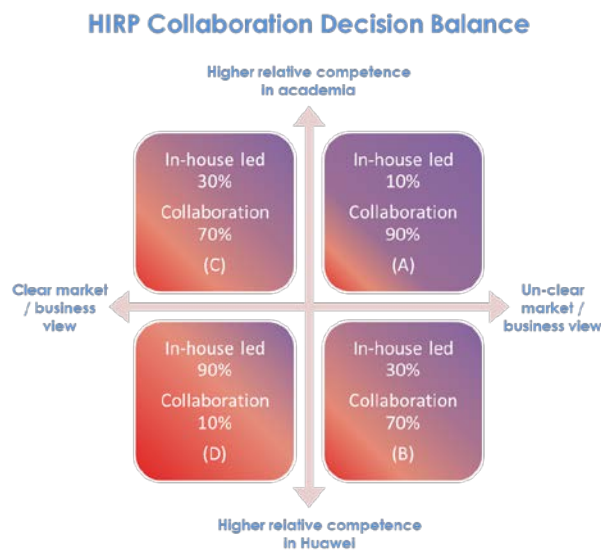 HIRP Collaboration Decision Balance
Higher relative competence
in academia
In-house led
30%
Collaboration
70%
(C)
In-house led
10%
Collaboration
90%
(A)
Clear market
/ business
view
Un-clear
market /
business view
In-house led
90%
Collaboration
10%
(D)
In-house led
30%
Collaboration
70%
(B)
Higher relative competence
in Huawei